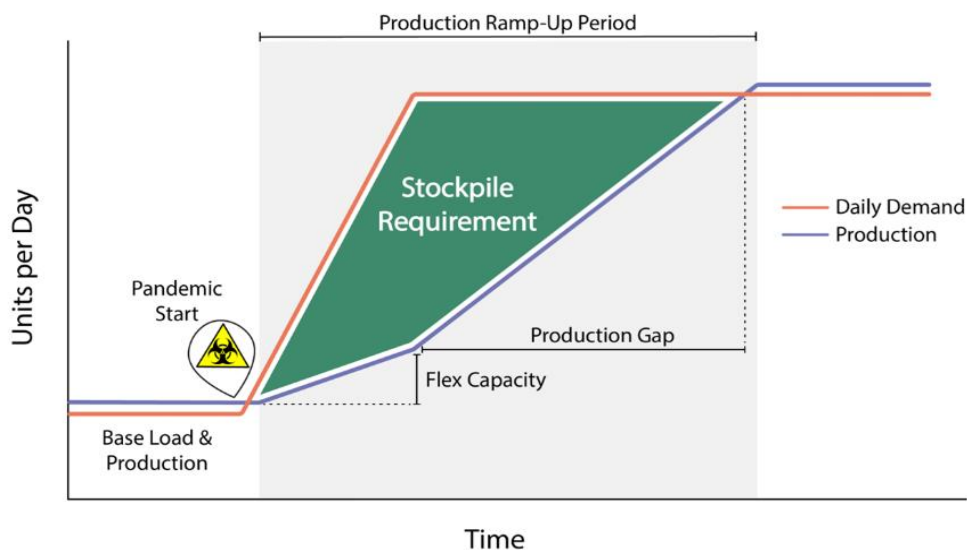 Production Ramp-Up Period
Units per Day
Stockpile
Requirement
Daily Demand
Production
Pandemic
Start
Production Gap
Flex Capacity
Base Load &
Production
Time